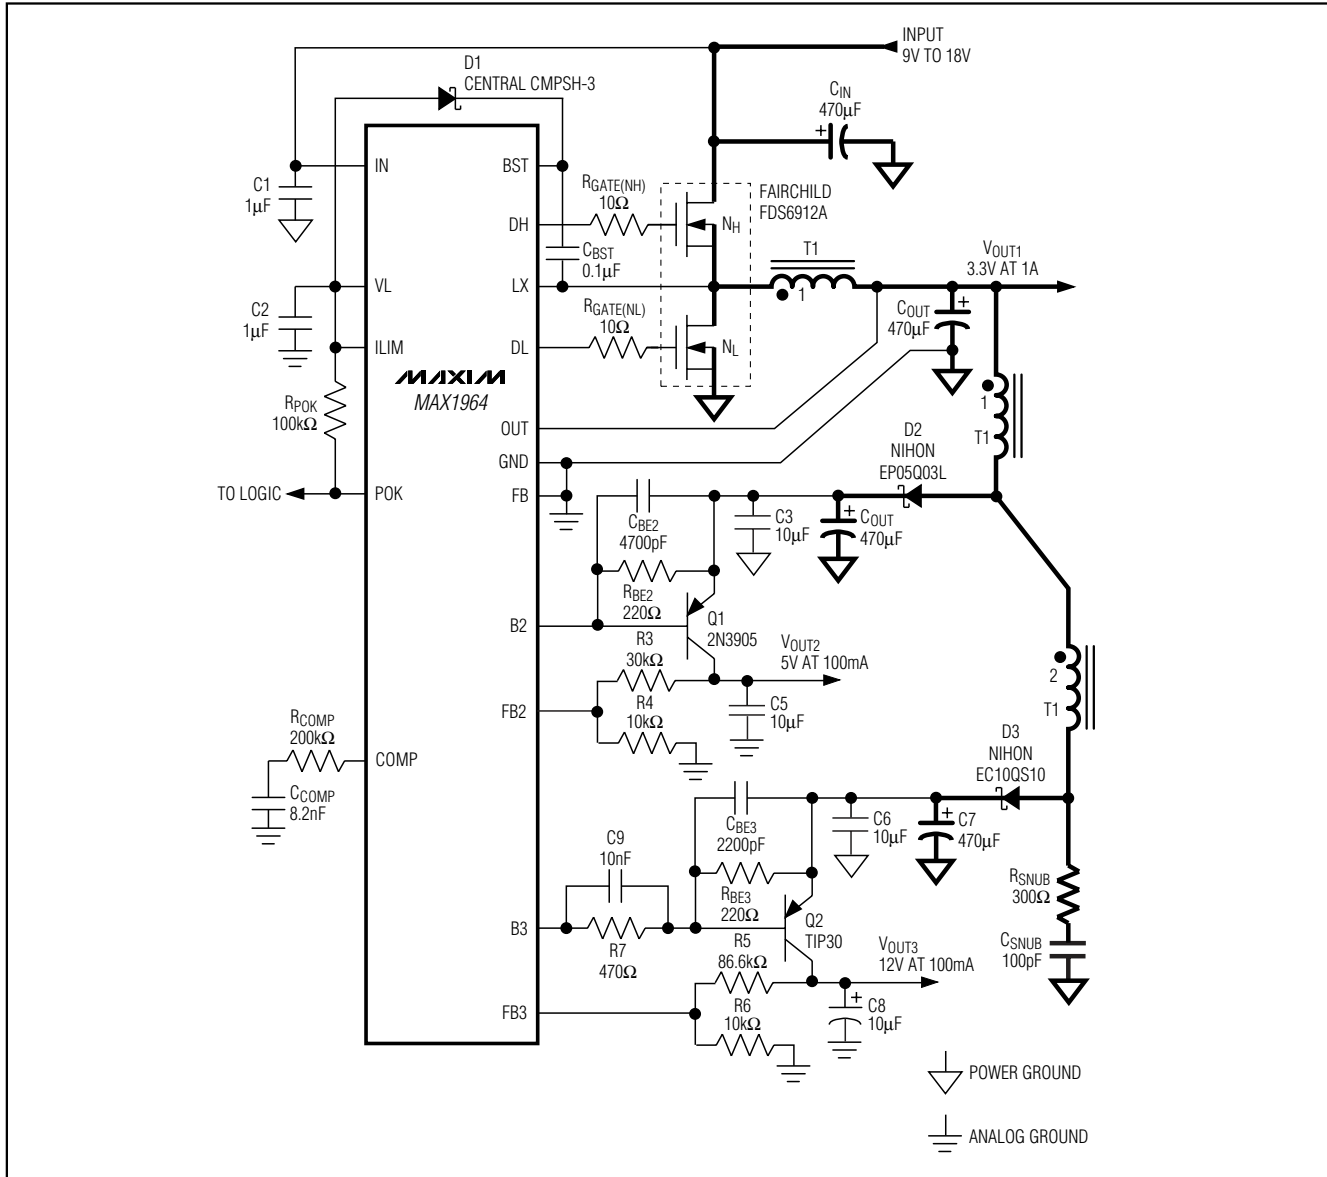 INPUT
9V TO 18V
D1
CENTRAL CMPSH-3
CIN
470µF
+
IN
BST
C1
1µF
RGATE(NH)
10Ω
FAIRCHILD
FDS6912A
DH
NH
CBST
0.1µF
T1
1
VOUT1
3.3V AT 1A
VL
LX
C2
1µF
RGATE(NL)
10Ω
COUT
470µF
+
ILIM
DL
NL
MAXIM
MAX1964
RPOK
100kΩ
1
T1
OUT
D2
NIHON
EP05Q03L
GND
TO LOGIC
POK
FB
CBE2
4700pF
C3
10µF
+
COUT
470µF
RBE2
220Ω
B2
Q1
2N3905
R3
30kΩ
VOUT2
5V AT 100mA
2
T1
FB2
R4
10kΩ
C5
10µF
RCOMP
200kΩ
COMP
D3
NIHON
EC10QS10
CCOMP
8.2nF
CBE3
2200pF
C6
10µF
+
C7
470µF
C9
10nF
RBE3
220Ω
RSNUB
300Ω
B3
R7
470Ω
Q2
TIP30
R5
86.6kΩ
VOUT3
12V AT 100mA
CSNUB
100pF
FB3
R6
10kΩ
+
C8
10µF
POWER GROUND
ANALOG GROUND